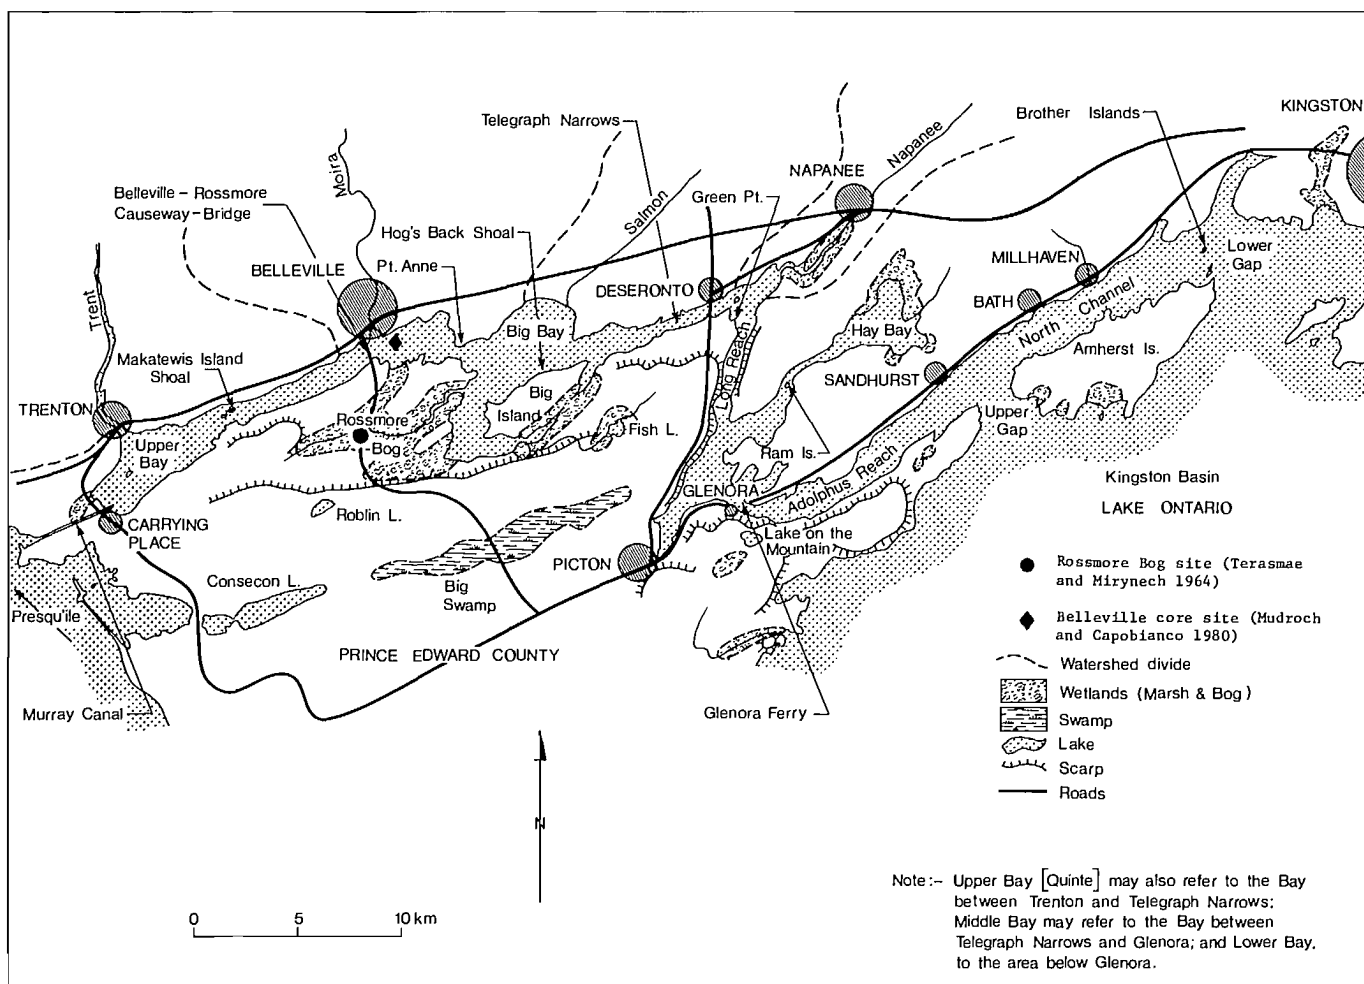 KINGSTON
Brother Islands
Telegraph Narrows
Napanee
NAPANEE
Moira
Belleville – Rossmore
Causeway – Bridge
Green Pt.
Salmon
Hog's Back Shoal
Lower
Gap
BELLEVILLE
Pt. Anne
MILLHAVEN
DESERONTO
BATH
North Channel
Trent
Big Bay
Hay Bay
Makatewis Island
Shoal
Long Reach
Amherst Is.
SANDHURST
Big
Island
TRENTON
Rossmore
Bog
Fish L.
Upper
Gap
Upper
Bay
Ram Is.
Adolphus Reach
Kingston Basin
GLENORA
LAKE ONTARIO
Roblin L.
CARRYING
PLACE
Lake on the
Mountain
PICTON
Rossmore Bog site (Terasmae
and Mirynech 1964)
Consecon L.
Big
Swamp
Presqu'ile
Belleville core site (Mudroch
and Capobianco 1980)
PRINCE EDWARD COUNTY
Watershed divide
Wetlands (Marsh & Bog)
Murray Canal
Glenora Ferry
Swamp
Lake
Scarp
Roads
N
Note:– Upper Bay [Quinte] may also refer to the Bay
between Trenton and Telegraph Narrows;
Middle Bay may refer to the Bay between
Telegraph Narrows and Glenora; and Lower Bay,
to the area below Glenora.
0 5 10 km